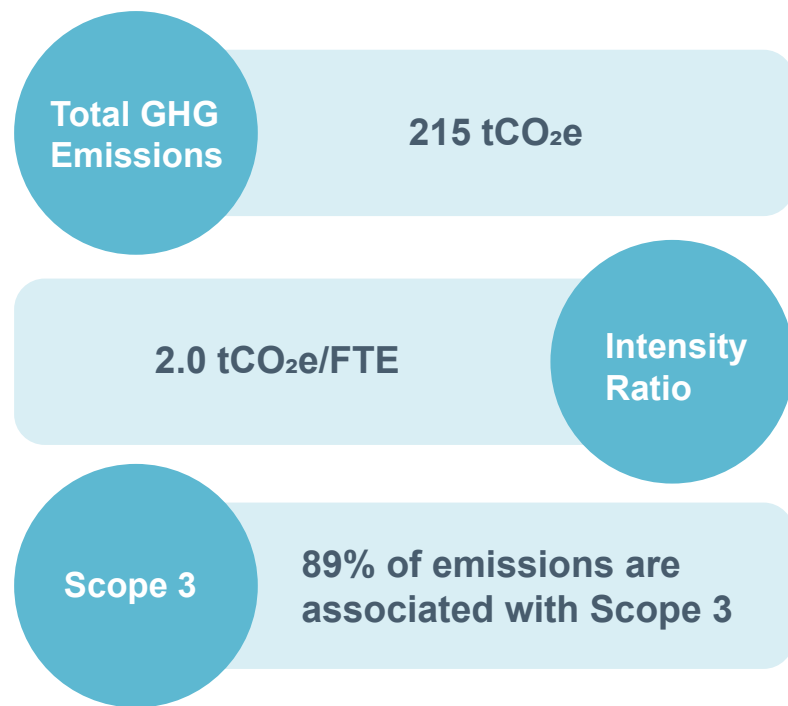 Total GHG
Emissions
215 tCO₂e
2.0 tCO₂e/FTE
Intensity
Ratio
Scope 3
89% of emissions are
associated with Scope 3